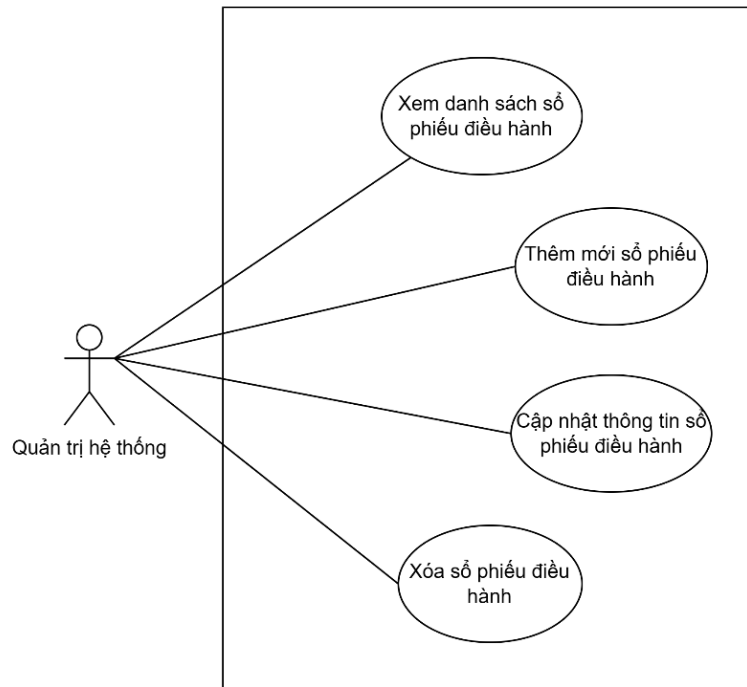 Xem danh sách sổ
phiếu điều hành
Thêm mới sổ phiếu
điều hành
Quản trị hệ thống
Cập nhật thông tin sổ
phiếu điều hành
Xóa sổ phiếu điều
hành